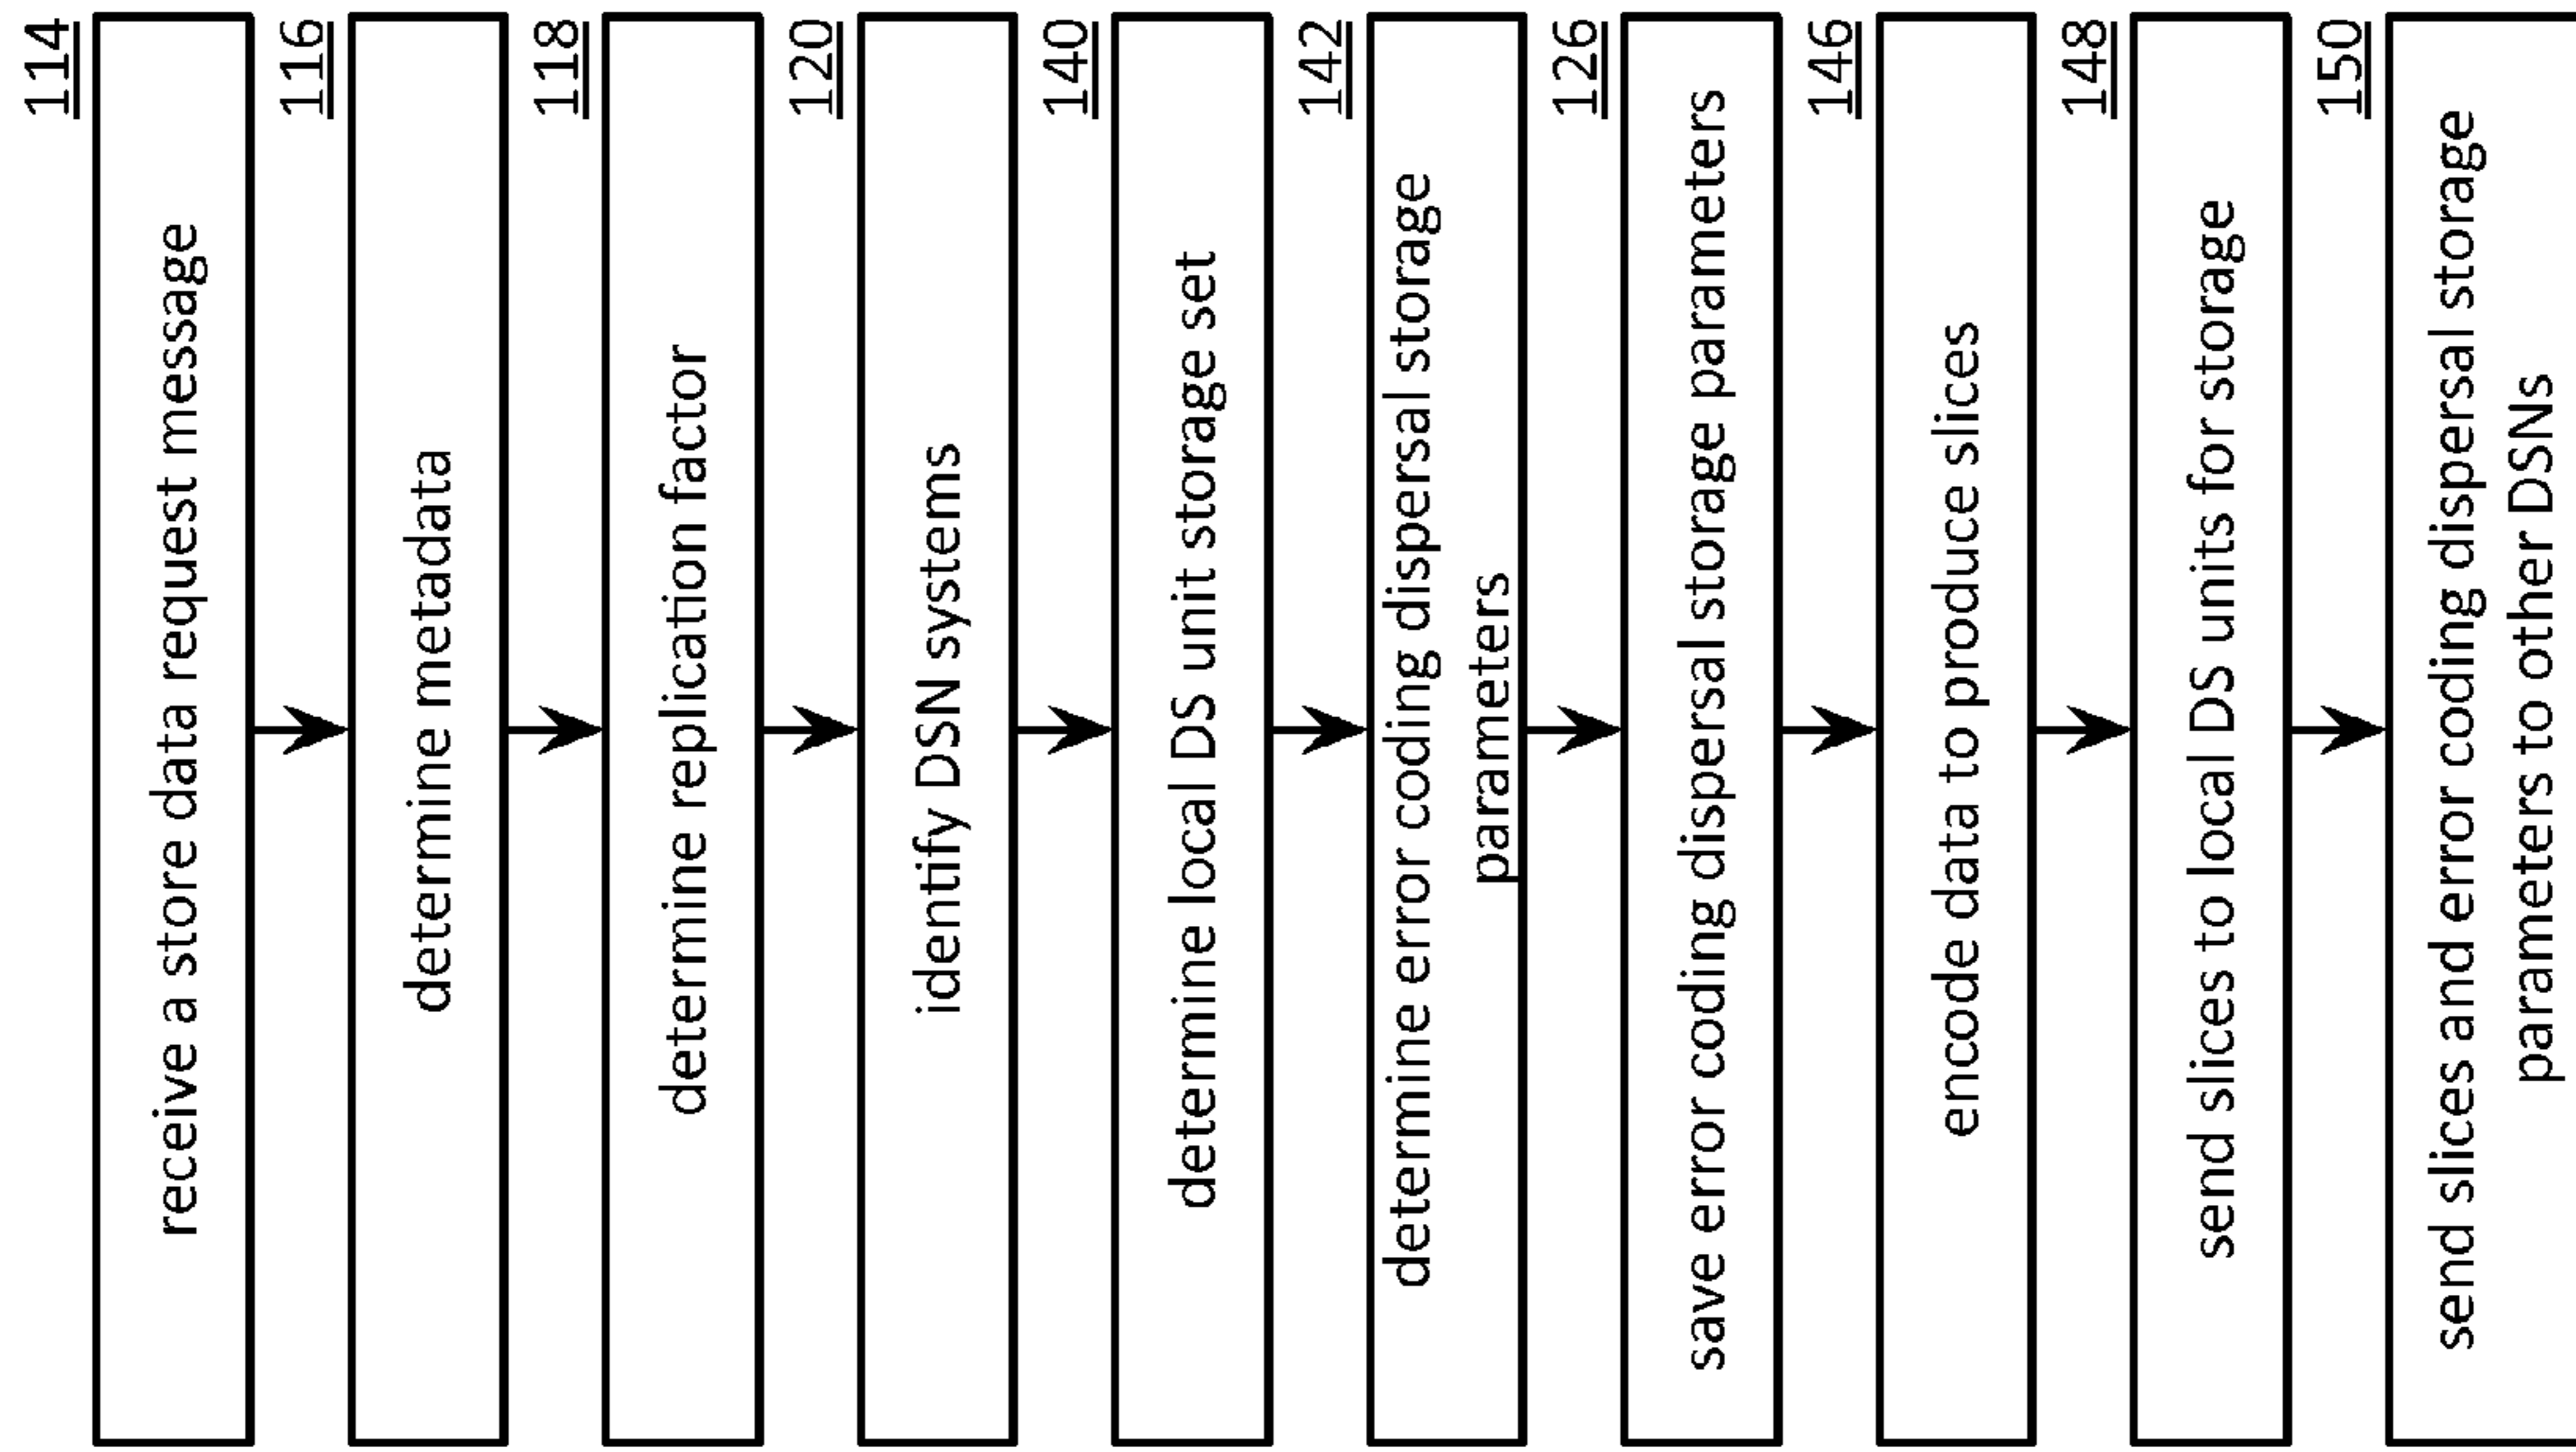 114
receive a store data request message
116
determine metadata
118
determine replication factor
120
identify DSN systems
140
determine local DS unit storage set
142
determine error coding dispersal storage
parameters
126
save error coding dispersal storage parameters
146
encode data to produce slices
148
send slices to local DS units for storage
150
send slices and error coding dispersal storage
parameters to other DSNs